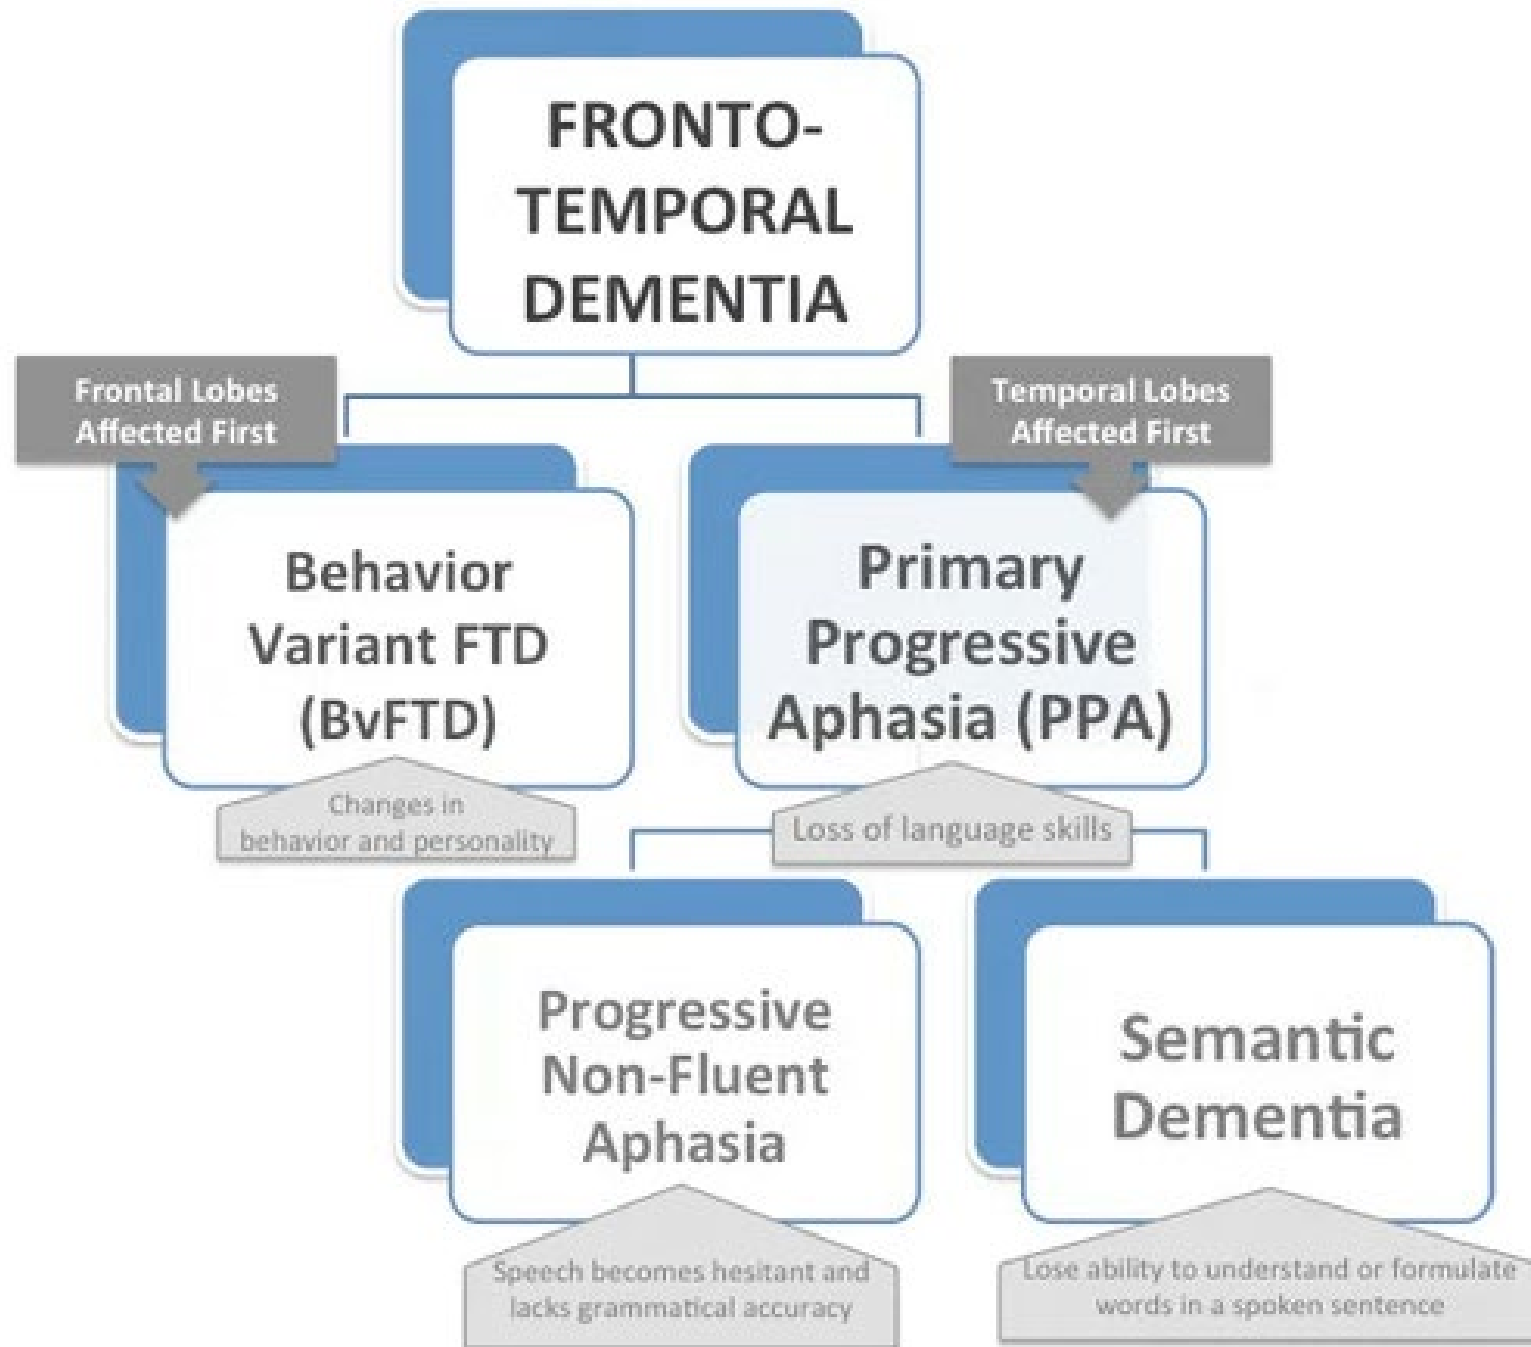 FRONTO-
TEMPORAL
DEMENTIA
Frontal Lobes
Affected First
Temporal Lobes
Affected First
Behavior
Variant FTD
(BvFTD)
Primary
Progressive
Aphasia (PPA)
Changes in
behavior and personality
Loss of language skills
Progressive
Non-Fluent
Aphasia
Semantic
Dementia
Speech becomes hesitant and
lacks grammatical accuracy
Lose ability to understand or formulate
words in a spoken sentence